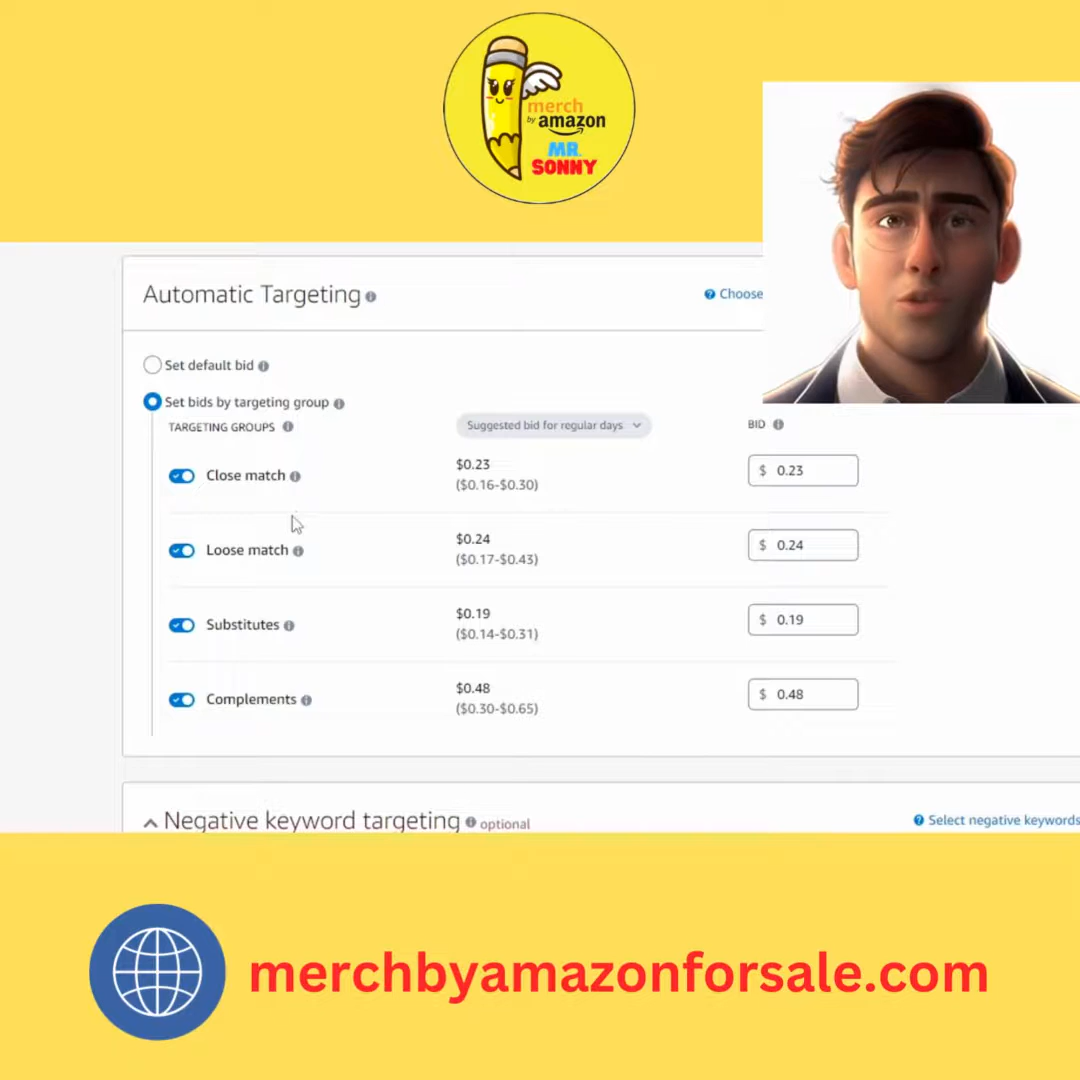 merch
by amazon
MR.
SONNY
Automatic Targeting
Choose
Set default bid
Set bids by targeting group
TARGETING GROUPS
Suggested bid for regular days
BID
Close match
$0.23
($0.16-$0.30)
$ 0.23
Loose match
$0.24
($0.17-$0.43)
$ 0.24
Substitutes
$0.19
($0.14-$0.31)
$ 0.19
Complements
$0.48
($0.30-$0.65)
$ 0.48
Negative keyword targeting optional
Select negative keywords
merchbyamazonforsale.com